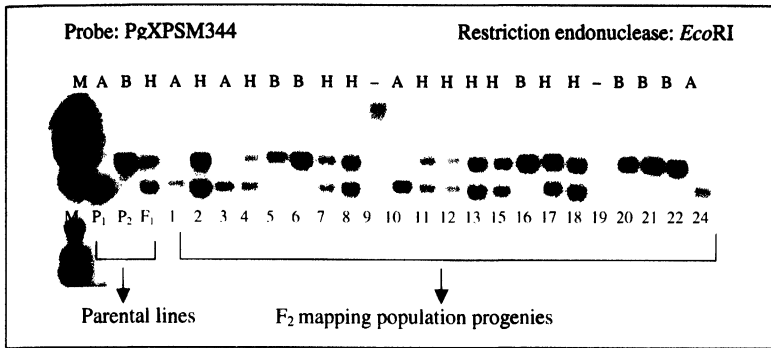 Probe: PgXPSM344 Restriction endonuclease: EcoRI
M A B H A H A H B B H H – A H H H H B H H – B B B A
M P₁ P₂ F₁ 1 2 3 4 5 6 7 8 9 10 11 12 13 15 16 17 18 19 20 21 22 24
Parental lines F₂ mapping population progenies